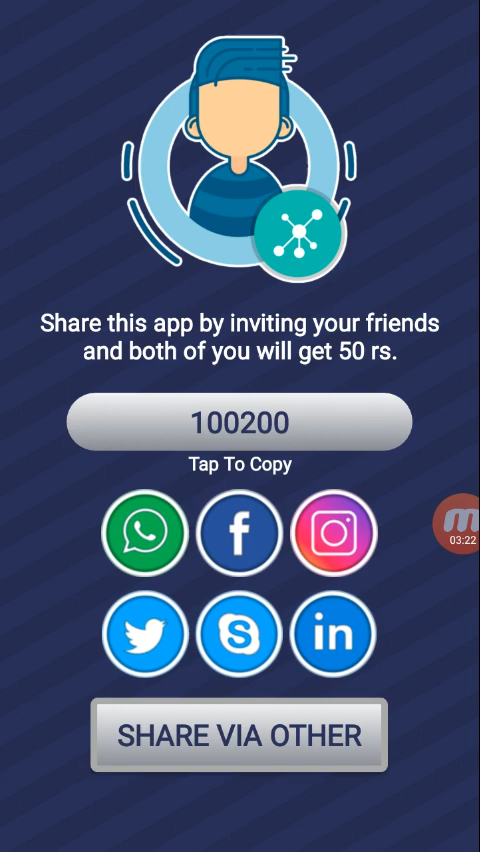 Share this app by inviting your friends
and both of you will get 50 rs.
100200
Tap To Copy
03:22
f
in
SHARE VIA OTHER